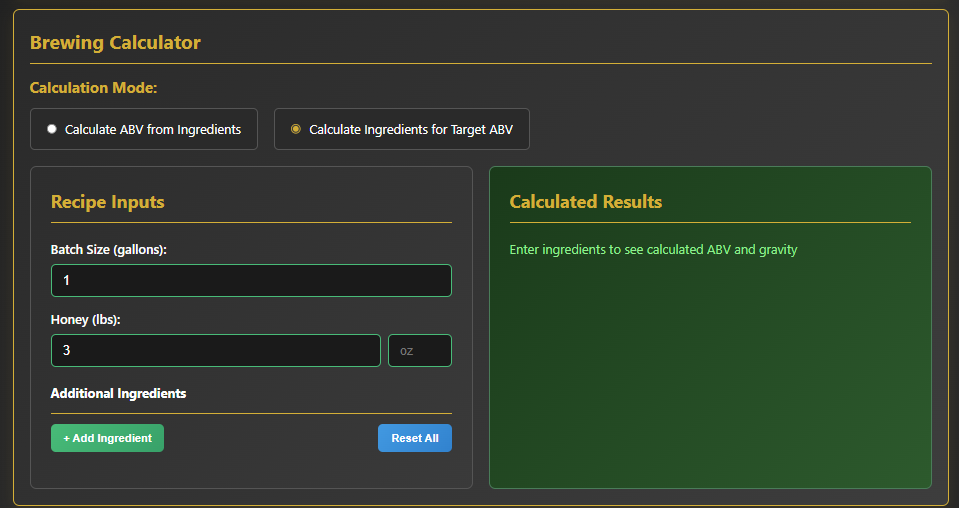 Brewing Calculator
Calculation Mode:
Calculate ABV from Ingredients
Calculate Ingredients for Target ABV
Recipe Inputs
Batch Size (gallons):
1
Honey (lbs):
3
oz
Additional Ingredients
+ Add Ingredient
Reset All
Calculated Results
Enter ingredients to see calculated ABV and gravity